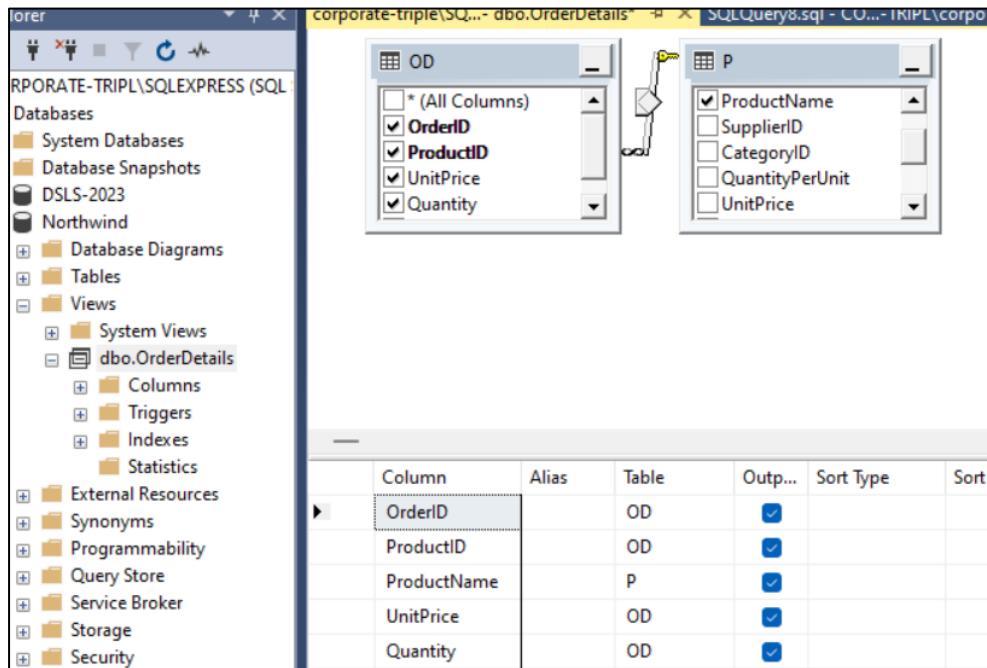 lorer
corporate-triple\SQ...- dbo.OrderDetails*
SQLQuery8.sql - CO...-TRIPL\corpo
RPORATE-TRIPL\SQLEXPRESS (SQL
Databases
System Databases
Database Snapshots
DSLS-2023
Northwind
Database Diagrams
Tables
Views
System Views
dbo.OrderDetails
Columns
Triggers
Indexes
Statistics
External Resources
Synonyms
Programmability
Query Store
Service Broker
Storage
Security
OD
* (All Columns)
OrderID
ProductID
UnitPrice
Quantity
P
ProductName
SupplierID
CategoryID
QuantityPerUnit
UnitPrice
Column Alias Table Outp... Sort Type Sort
OrderID OD
ProductID OD
ProductName P
UnitPrice OD
Quantity OD